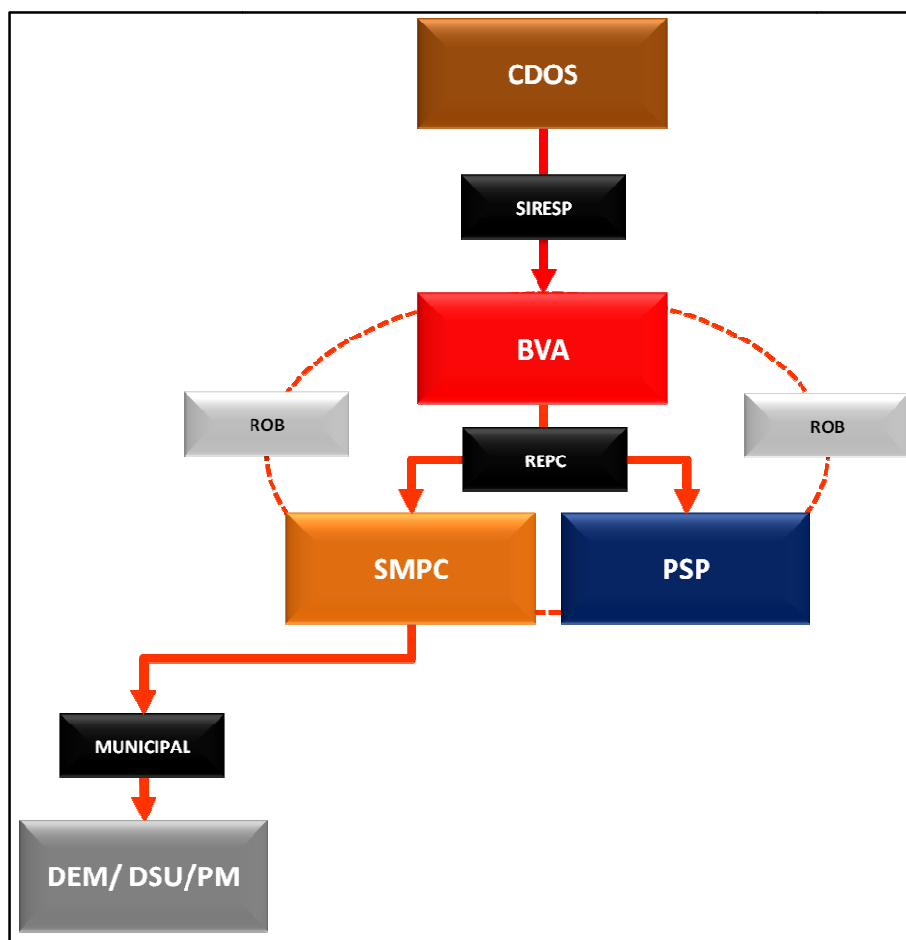 CDOS
SIRESP
BVA
ROB
ROB
REPC
SMPC
PSP
MUNICIPAL
DEM/ DSU/PM